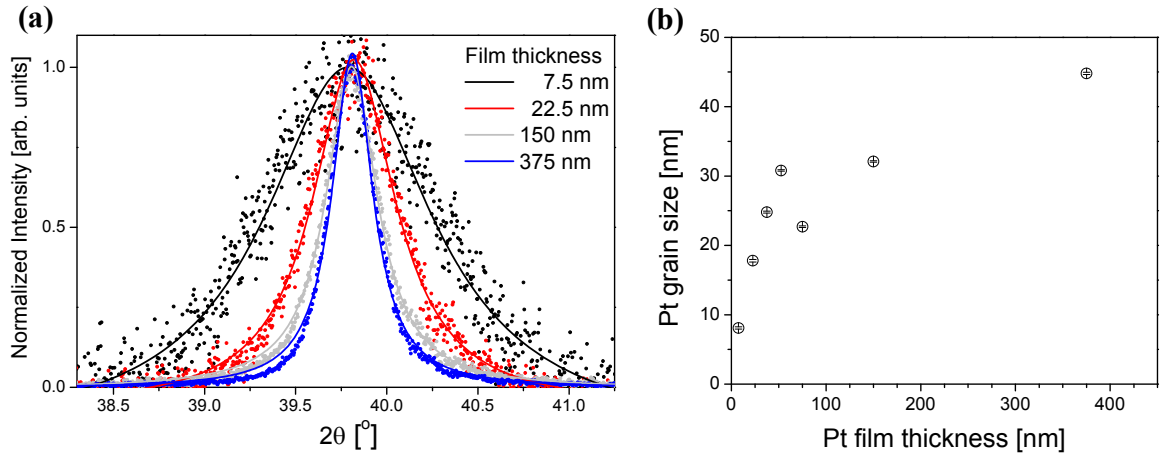 (a)
Normalized Intensity [arb. units]
1.0
0.5
0.0
Film thickness
7.5 nm
22.5 nm
150 nm
375 nm
38.5 39.0 39.5 40.0 40.5 41.0
2θ [°]
(b)
Pt grain size [nm]
50
40
30
20
10
0
0 100 200 300 400
Pt film thickness [nm]